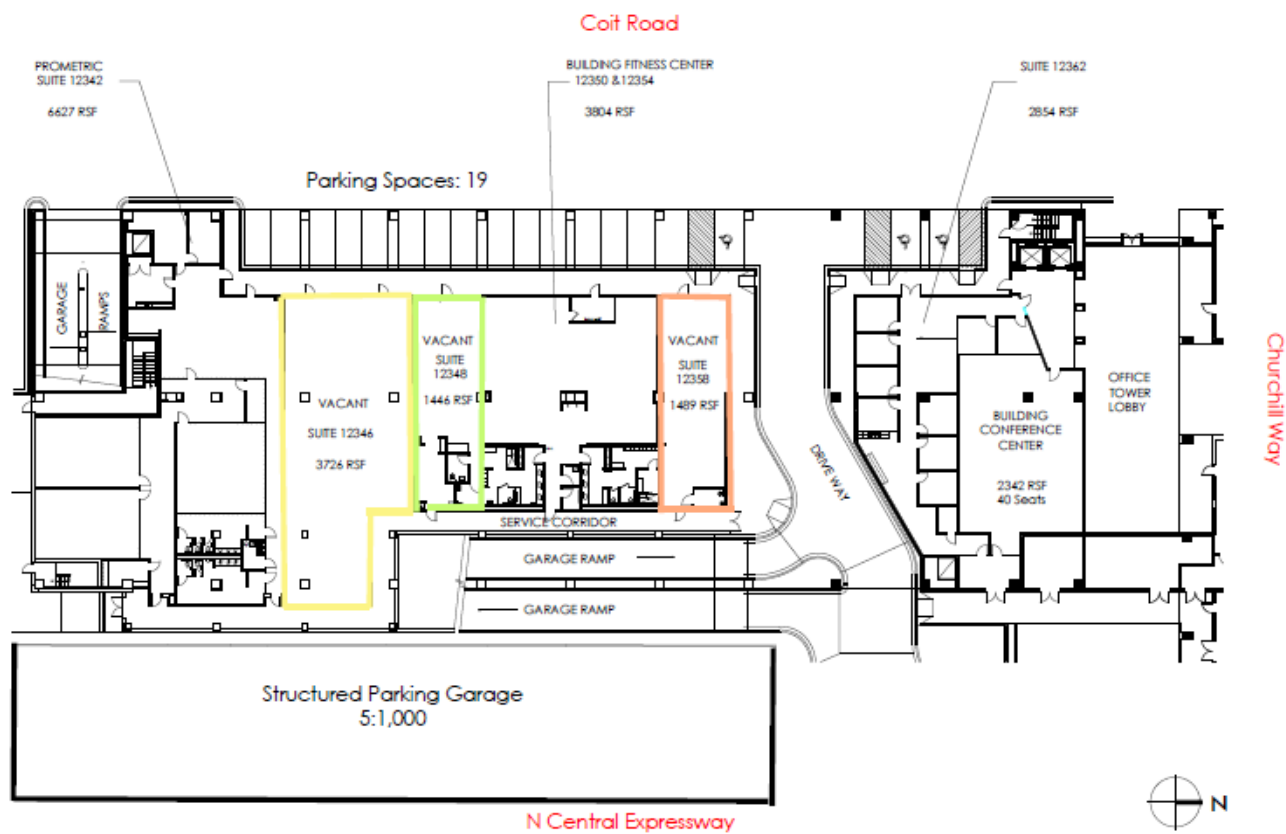 Coit Road
PROMETRIC
SUITE 12342
6627 RSF
BUILDING FITNESS CENTER
12350 &12354
3804 RSF
SUITE 12362
2854 RSF
Parking Spaces: 19
GARAGE
RAMPS
VACANT
SUITE 12346
3726 RSF
VACANT
SUITE
12348
1446 RSF
VACANT
SUITE
12358
1489 RSF
DRIVE WAY
BUILDING
CONFERENCE
CENTER
2342 RSF
40 Seats
OFFICE
TOWER
LOBBY
Churchill Way
SERVICE CORRIDOR
GARAGE RAMP
GARAGE RAMP
Structured Parking Garage
5:1,000
N Central Expressway
N